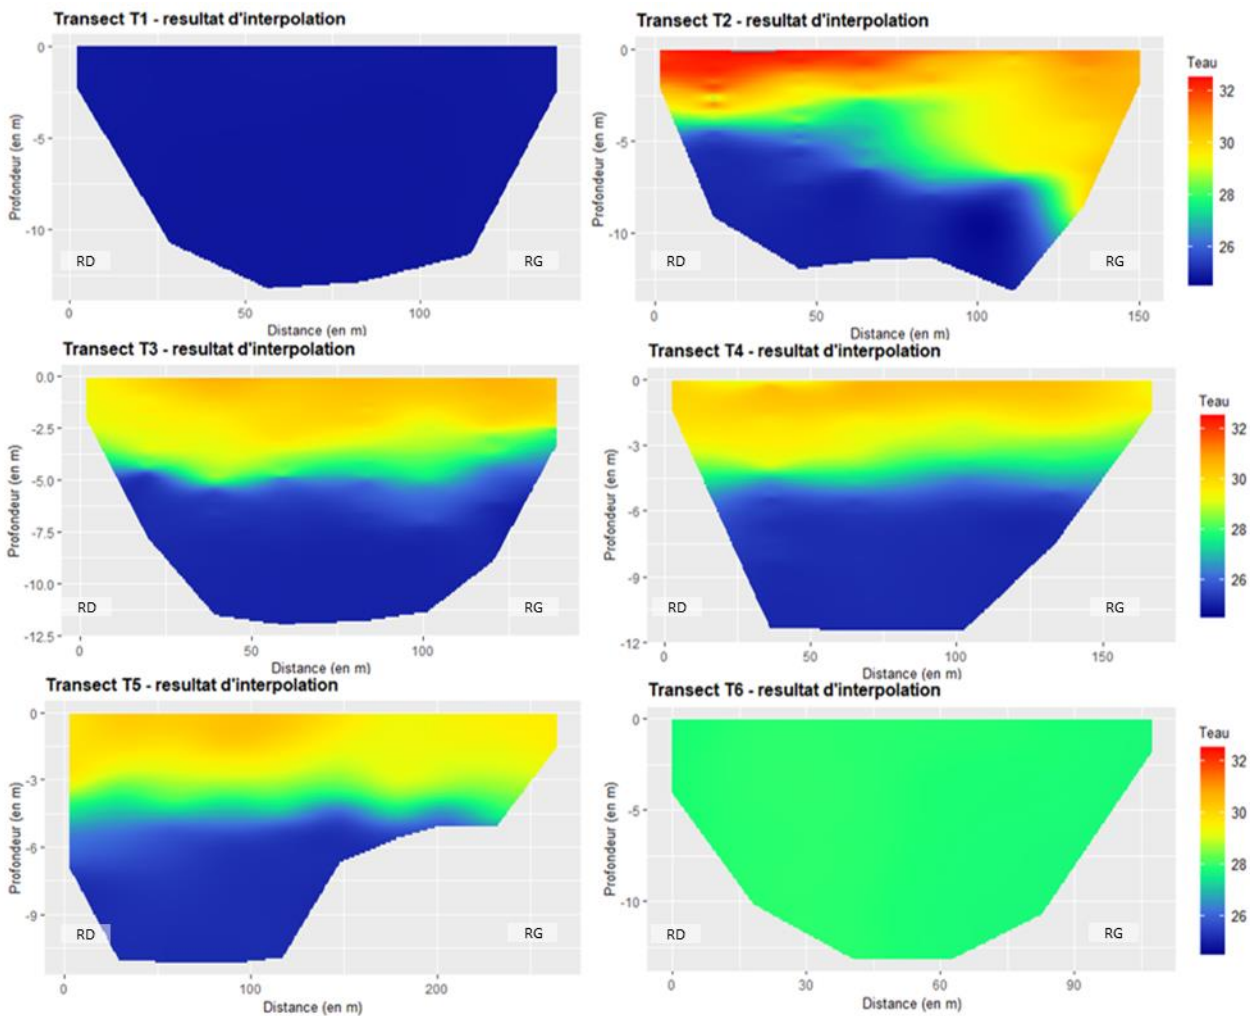 Transect T1 - resultat d'interpolation
0
-5
-10
Profondeur (en m)
RD
RG
0
50
100
Distance (en m)
Transect T2 - resultat d'interpolation
0
-5
-10
Profondeur (en m)
RD
RG
0
50
100
150
Distance (en m)
Teau
32
30
28
26
Transect T3 - resultat d'interpolation
0.0
-2.5
-5.0
-7.5
-10.0
-12.5
Profondeur (en m)
RD
RG
0
50
100
Distance (en m)
Transect T4 - resultat d'interpolation
0
-3
-6
-9
-12
Profondeur (en m)
RD
RG
0
50
100
150
Distance (en m)
Teau
32
30
28
26
Transect T5 - resultat d'interpolation
0
-3
-6
-9
Profondeur (en m)
RD
RG
0
100
200
Distance (en m)
Transect T6 - resultat d'interpolation
0
-5
-10
Profondeur (en m)
RD
RG
0
30
60
90
Distance (en m)
Teau
32
30
28
26